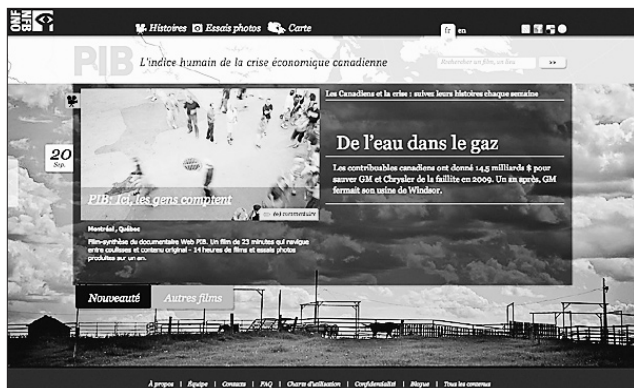 ONF
NFB
Histoires Essais photos Carte
fr en
PIB L'indice humain de la crise économique canadienne
Rechercher un film, un lieu >>
Les Canadiens et la crise : suivez leurs histoires chaque semaine
20
Sep.
De l'eau dans le gaz
Les contribuables canadiens ont donné 14,5 milliards $ pour
sauver GM et Chrysler de la faillite en 2009. Un an après, GM
fermait son usine de Windsor.
PIB: Ici, les gens comptent
commentaire
Montréal, Québec
Film-synthèse du documentaire Web PIB. Un film de 23 minutes qui navigue
entre coulisses et contenu original - 14 heures de films et essais photos
produites sur un an.
Nouveauté Autres films
À propos | Équipe | Contacts | FAQ | Charte d'utilisation | Confidentialité | Blogue | Tous les contenus